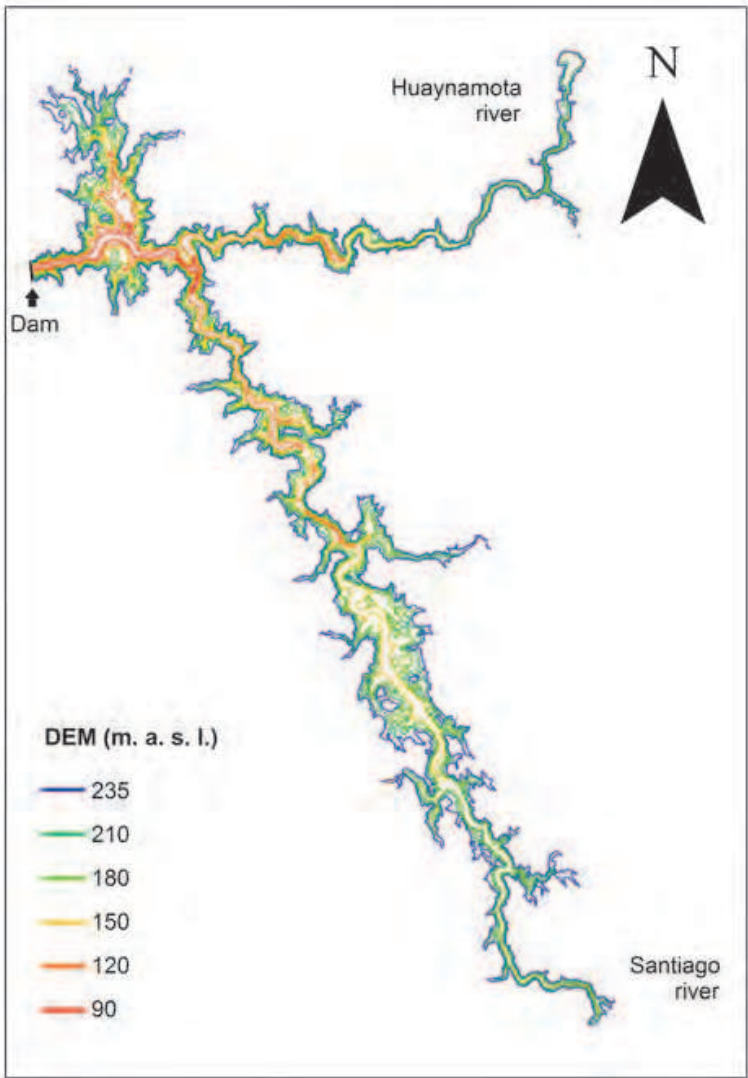 Huaynamota
river
N
Dam
DEM (m. a. s. l.)
235
210
180
150
120
90
Santiago
river